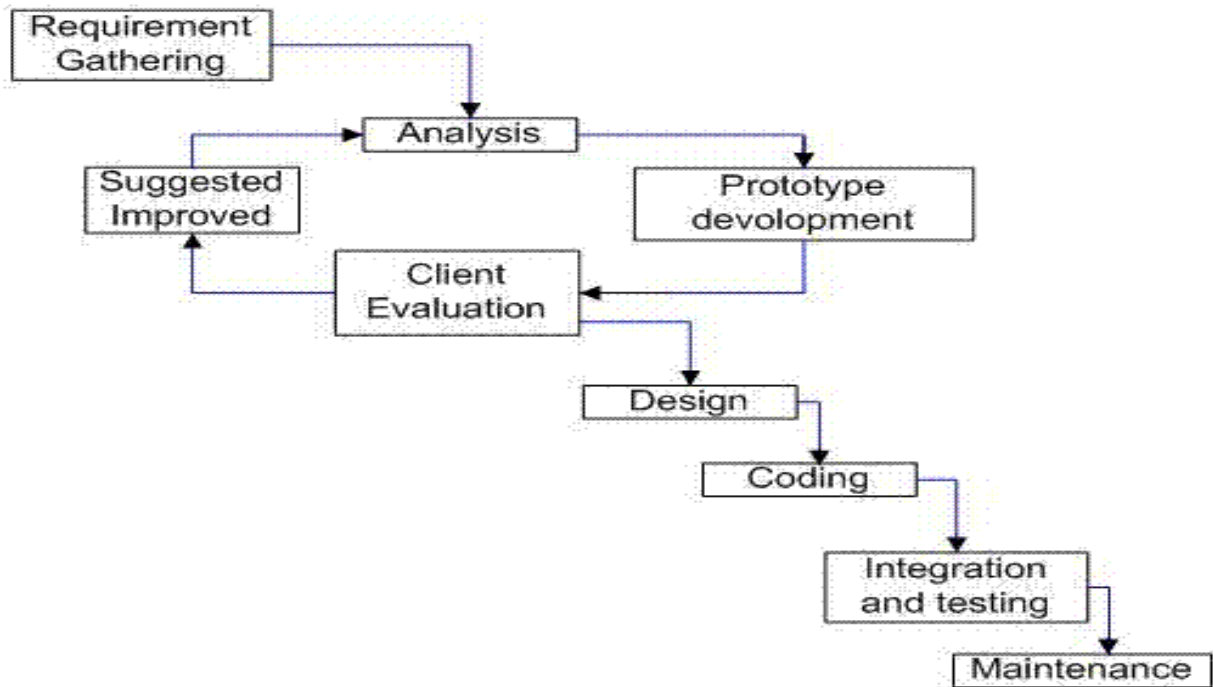 Requirement
Gathering
Analysis
Suggested
Improved
Prototype
devolopment
Client
Evaluation
Design
Coding
Integration
and testing
Maintenance